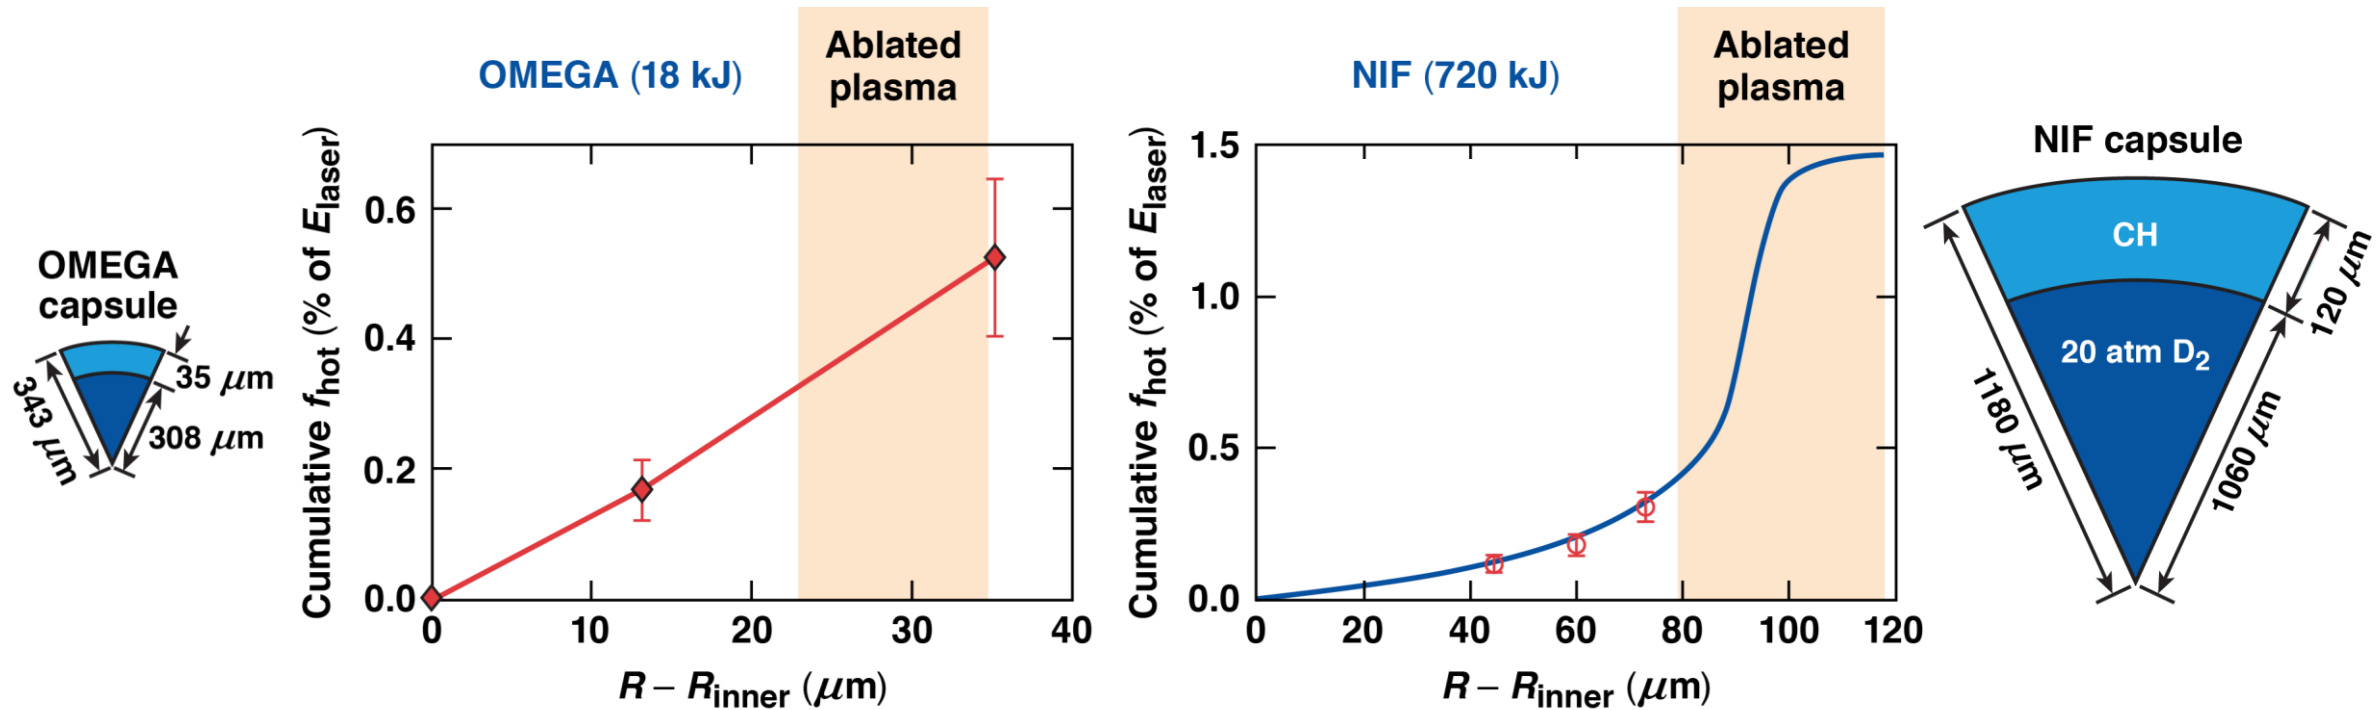 OMEGA
capsule
343 μm
35 μm
308 μm
OMEGA (18 kJ)
Ablated
plasma
Cumulative fhot (% of Elaser)
0.6
0.4
0.2
0.0
0 10 20 30 40
R – Rinner (μm)
NIF (720 kJ)
Ablated
plasma
Cumulative fhot (% of Elaser)
1.5
1.0
0.5
0.0
0 20 40 60 80 100 120
R – Rinner (μm)
NIF capsule
CH
20 atm D2
120 μm
1180 μm
1060 μm